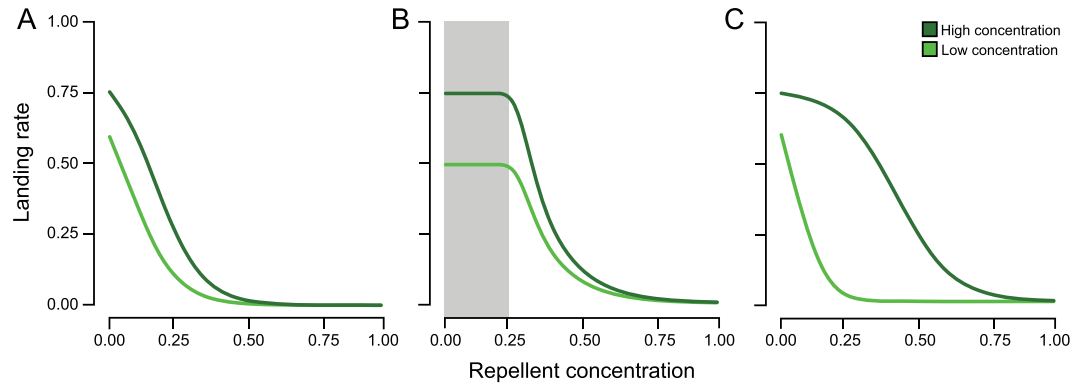 A
B
C
High concentration
Low concentration
Landing rate
1.00
0.75
0.50
0.25
0.00
0.00 0.25 0.50 0.75 1.00
0.00 0.25 0.50 0.75 1.00
0.00 0.25 0.50 0.75 1.00
Repellent concentration